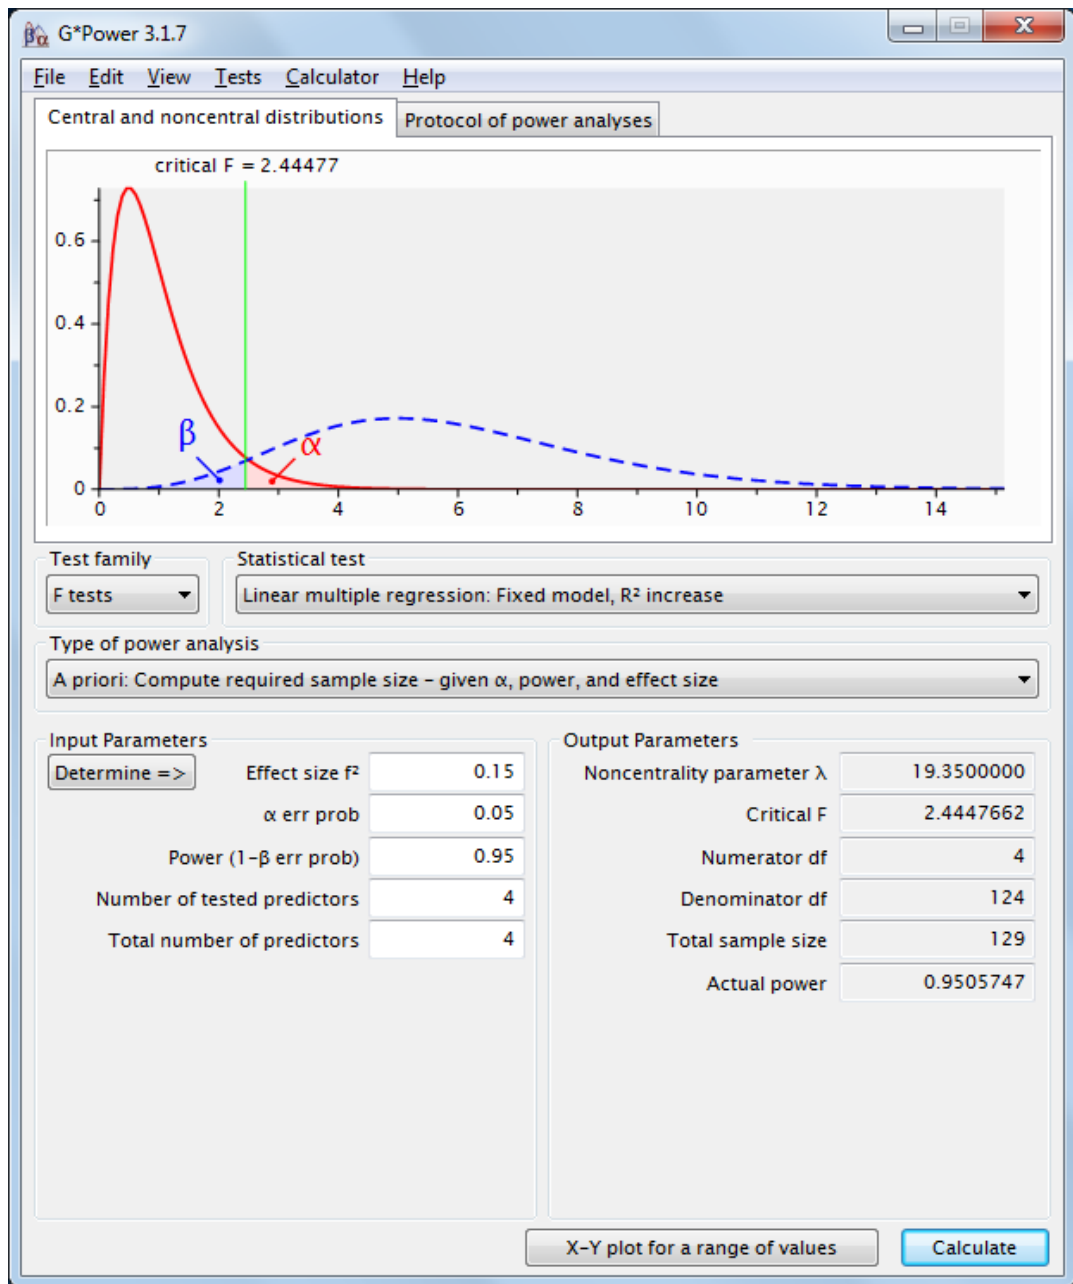 G*Power 3.1.7
File Edit View Tests Calculator Help
Central and noncentral distributions Protocol of power analyses
critical F = 2.44477
0.6
0.4
0.2
0
β α
0 2 4 6 8 10 12 14
Test family Statistical test
F tests Linear multiple regression: Fixed model, R² increase
Type of power analysis
A priori: Compute required sample size – given α, power, and effect size
Input Parameters Output Parameters
Determine => Effect size f² 0.15 Noncentrality parameter λ 19.3500000
α err prob 0.05 Critical F 2.4447662
Power (1-β err prob) 0.95 Numerator df 4
Number of tested predictors 4 Denominator df 124
Total number of predictors 4 Total sample size 129
Actual power 0.9505747
X-Y plot for a range of values Calculate